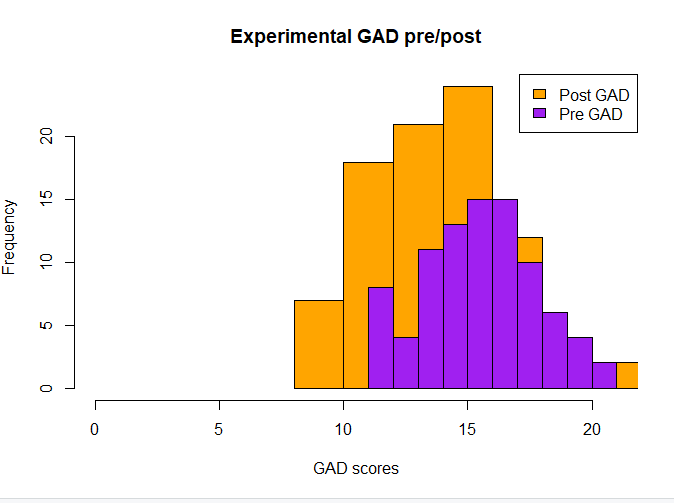 Experimental GAD pre/post
Post GAD
Pre GAD
Frequency
20
15
10
5
0
0 5 10 15 20
GAD scores